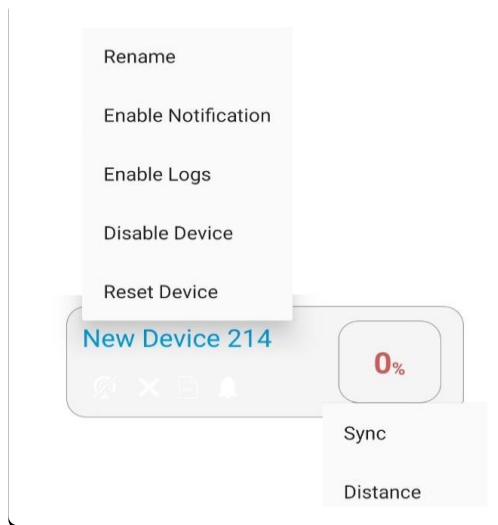 Rename
Enable Notification
Enable Logs
Disable Device
Reset Device
New Device 214
0%
Sync
Distance